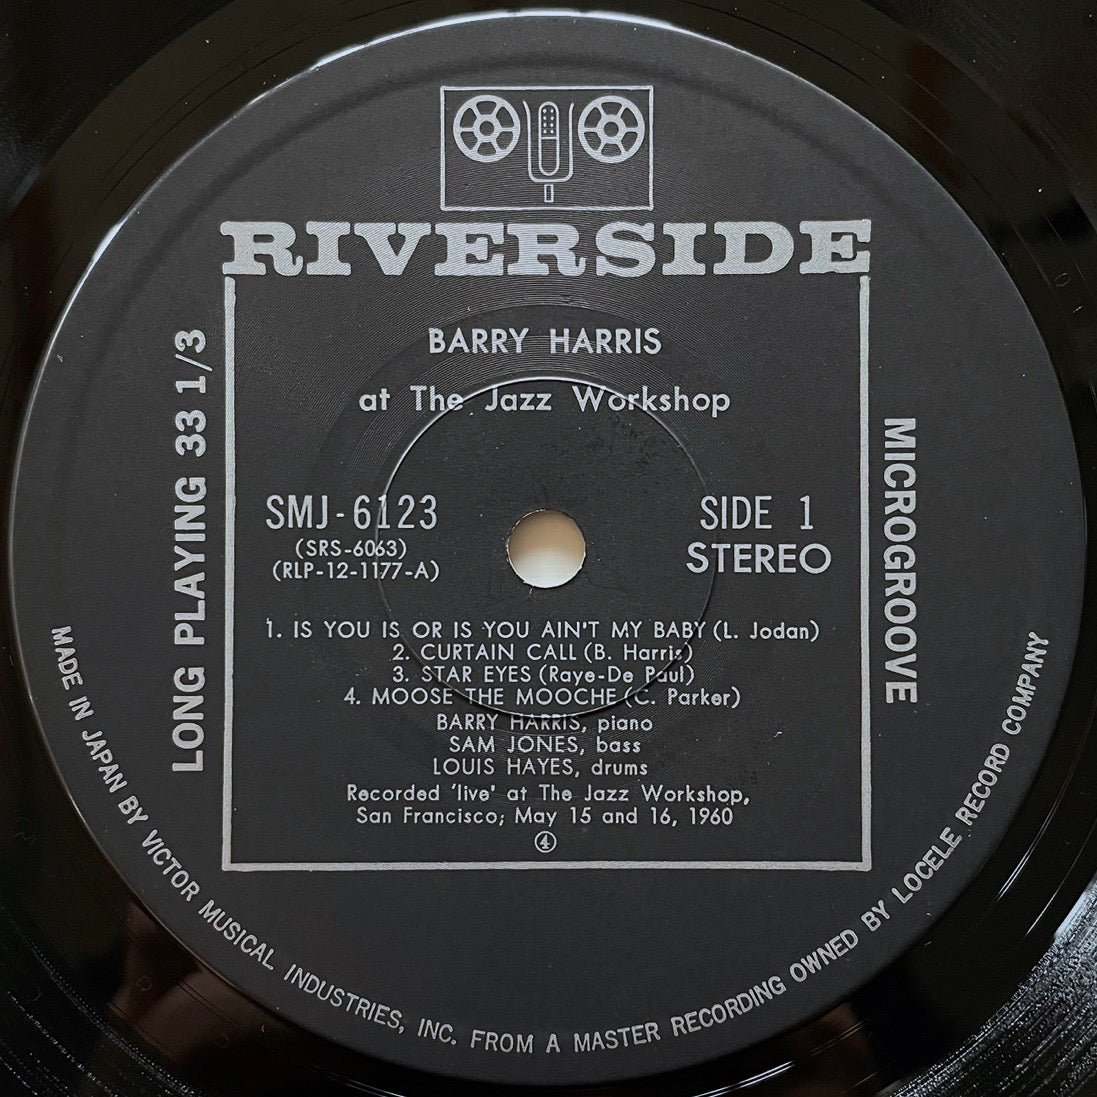 RIVERSIDE
BARRY HARRIS
at The Jazz Workshop
LONG PLAYING 33 1/3
MICROGROOVE
SMJ-6123
(SRS-6063)
(RLP-12-1177-A)
SIDE 1
STEREO
1. IS YOU IS OR IS YOU AIN'T MY BABY (L. Jodan)
2. CURTAIN CALL (B. Harris)
3. STAR EYES (Raye-De Paul)
4. MOOSE THE MOOCHE (C. Parker)
BARRY HARRIS, piano
SAM JONES, bass
LOUIS HAYES, drums
Recorded 'live' at The Jazz Workshop,
San Francisco; May 15 and 16, 1960
④
MADE IN JAPAN BY VICTOR MUSICAL INDUSTRIES, INC. FROM A MASTER RECORDING OWNED BY LOCELE RECORD COMPANY